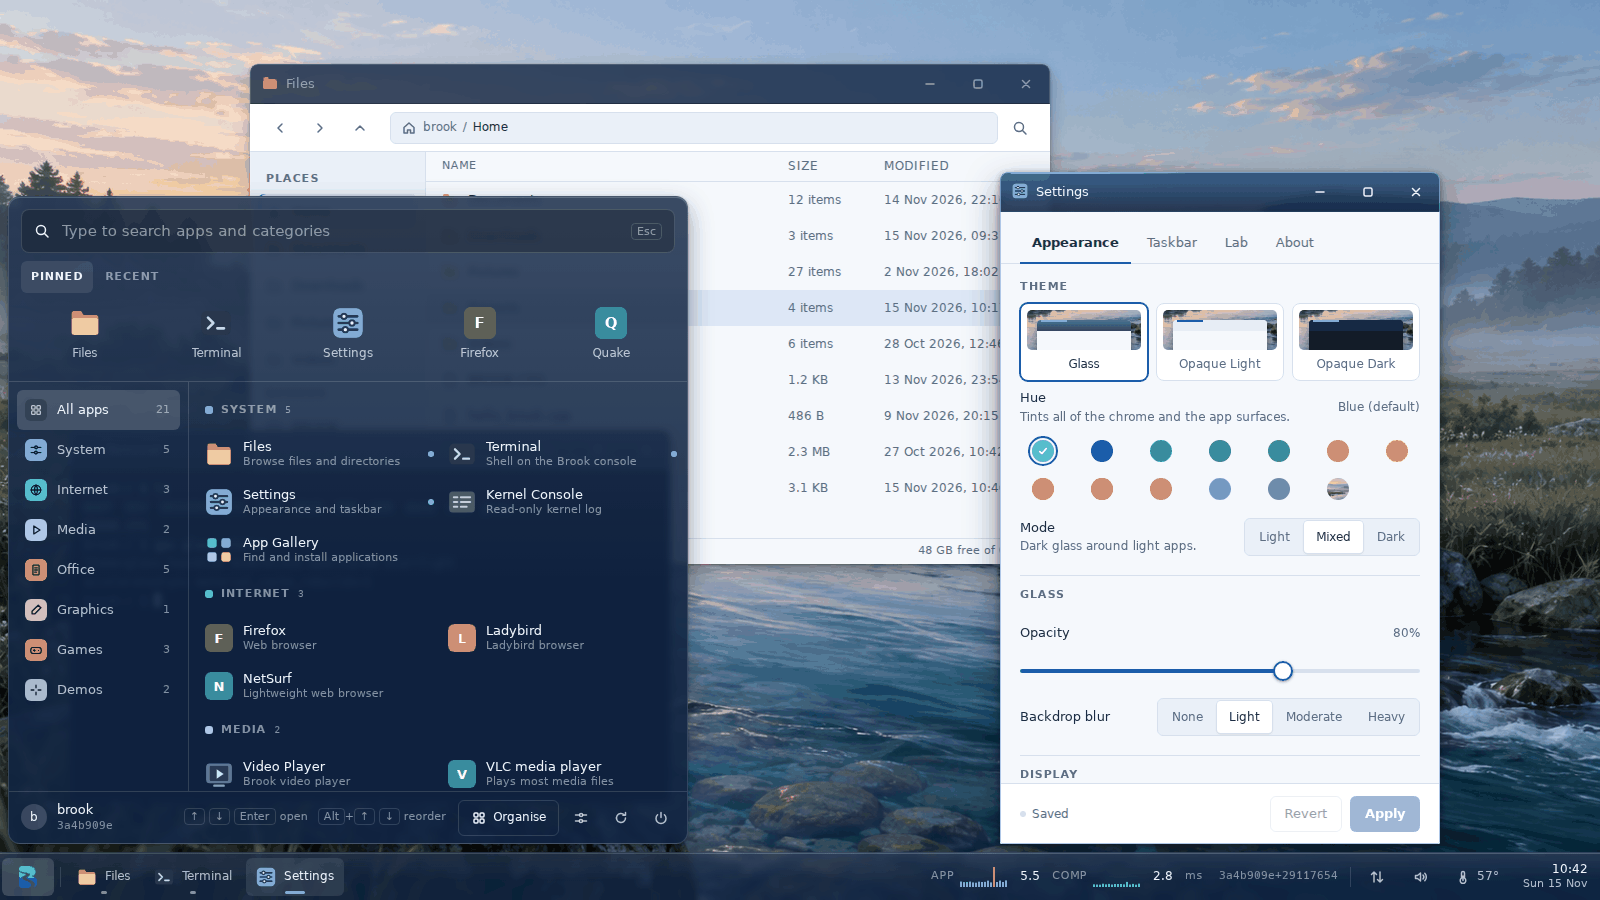 Files
brook / Home
PLACES
NAME SIZE MODIFIED
12 items 14 Nov 2026, 22:1
3 items 15 Nov 2026, 09:3
27 items 2 Nov 2026, 18:02
4 items 15 Nov 2026, 10:1
6 items 28 Oct 2026, 12:46
1.2 KB 13 Nov 2026, 23:5
486 B 9 Nov 2026, 20:15
2.3 MB 27 Oct 2026, 10:42
3.1 KB 15 Nov 2026, 10:4
48 GB free of
Type to search apps and categories Esc
PINNED RECENT
Files Terminal Settings F Firefox Q Quake
All apps 21
System 5
Internet 3
Media 2
Office 5
Graphics 1
Games 3
Demos 2
SYSTEM 5
Files
Browse files and directories
Terminal
Shell on the Brook console
Settings
Appearance and taskbar
Kernel Console
Read-only kernel log
App Gallery
Find and install applications
INTERNET 3
F Firefox
Web browser
L Ladybird
Ladybird browser
N NetSurf
Lightweight web browser
MEDIA 2
Video Player
Brook video player
V VLC media player
Plays most media files
b brook
3a4b909e
↑ ↓ Enter open Alt+↑ ↓ reorder
Organise
Settings
Appearance Taskbar Lab About
THEME
Glass Opaque Light Opaque Dark
Hue
Tints all of the chrome and the app surfaces.
Blue (default)
Mode
Dark glass around light apps.
Light Mixed Dark
GLASS
Opacity 80%
Backdrop blur None Light Moderate Heavy
DISPLAY
Saved Revert Apply
Files Terminal Settings
APP 5.5 COMP 2.8 ms 3a4b909e+29117654 57°
10:42
Sun 15 Nov